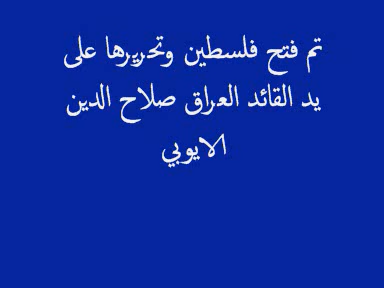 تم فتح فلسطين وتحريرها على
يد القائد العراق صلاح الدين
الايوبي